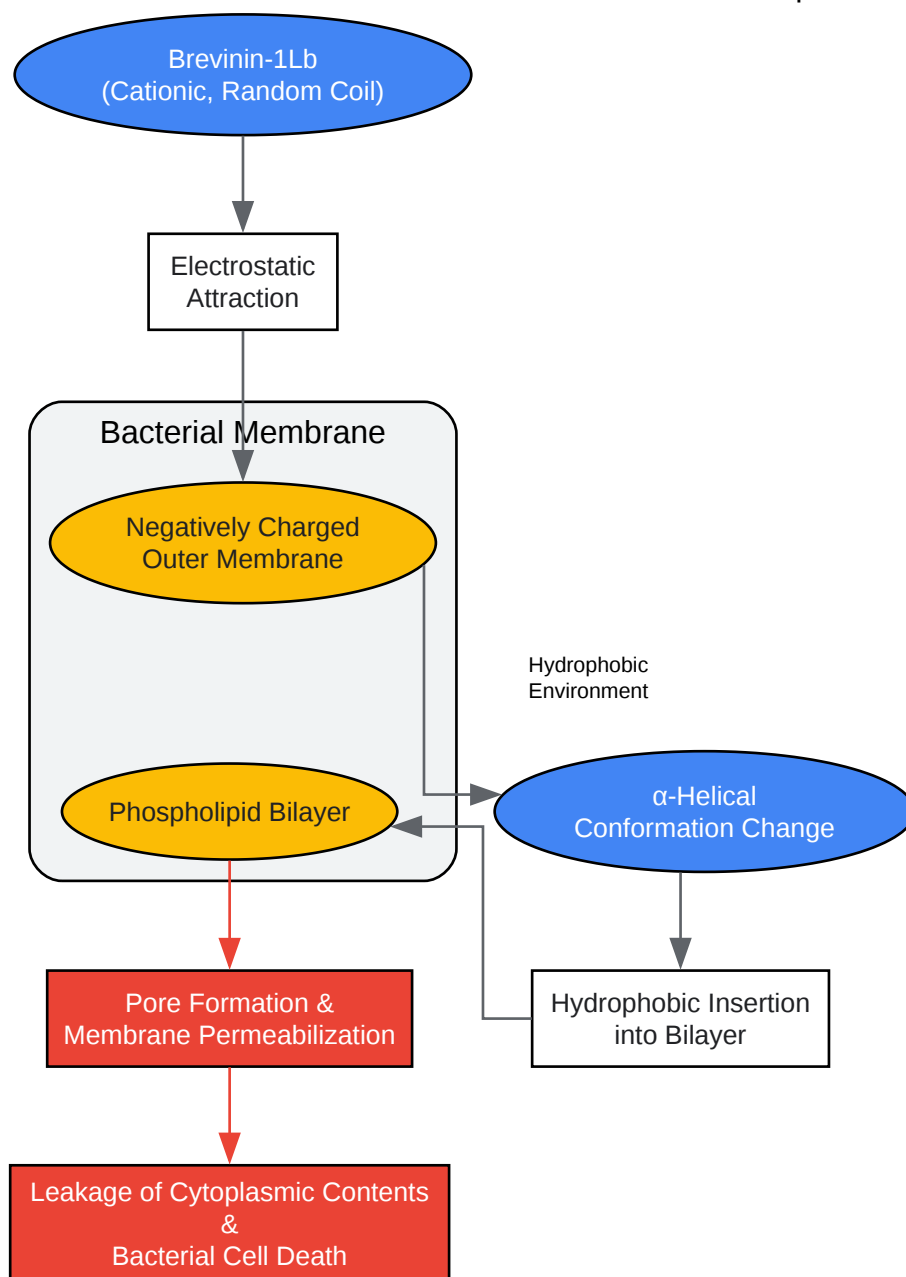 Brevinin-1Lb
(Cationic, Random Coil)
Electrostatic
Attraction
Bacterial Membrane
Negatively Charged
Outer Membrane
Hydrophobic
Environment
Phospholipid Bilayer
α-Helical
Conformation Change
Pore Formation &
Membrane Permeabilization
Hydrophobic Insertion
into Bilayer
Leakage of Cytoplasmic Contents
&
Bacterial Cell Death